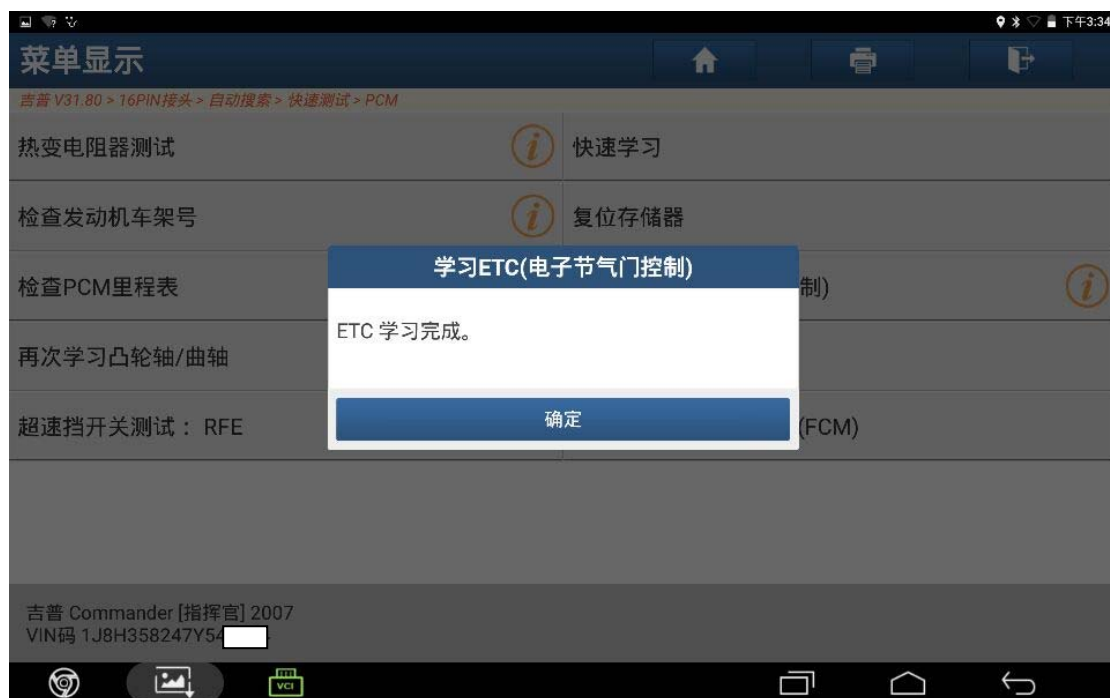 下午3:34
菜单显示
吉普 V31.80 > 16PIN接头 > 自动搜索 > 快速测试 > PCM
热变电阻器测试
快速学习
检查发动机车架号
复位存储器
检查PCM里程表
制)
再次学习凸轮轴/曲轴
超速挡开关测试： RFE
(FCM)
学习ETC(电子节气门控制)
ETC 学习完成。
确定
吉普 Commander [指挥官] 2007
VIN码 1J8H358247Y54
VCI